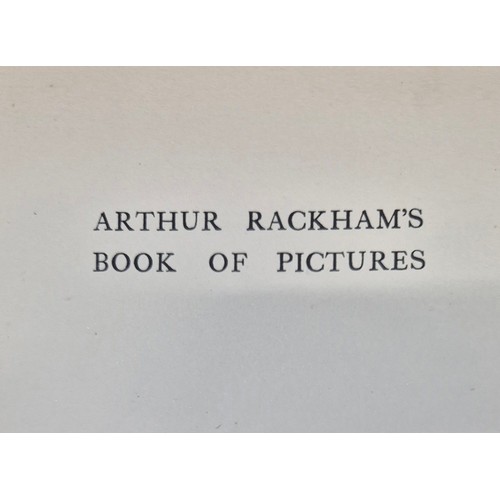 ARTHUR RACKHAM'S
BOOK OF PICTURES